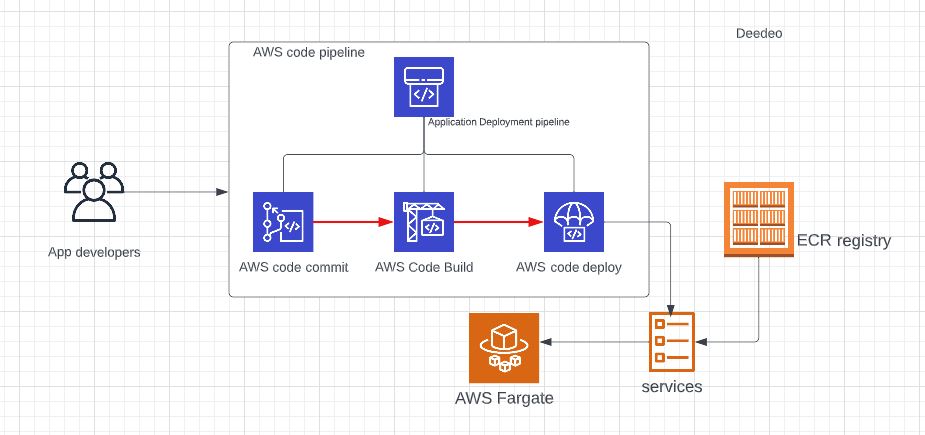 Deedeo
AWS code pipeline
Application Deployment pipeline
App developers
AWS code commit
AWS Code Build
AWS code deploy
ECR registry
AWS Fargate
services